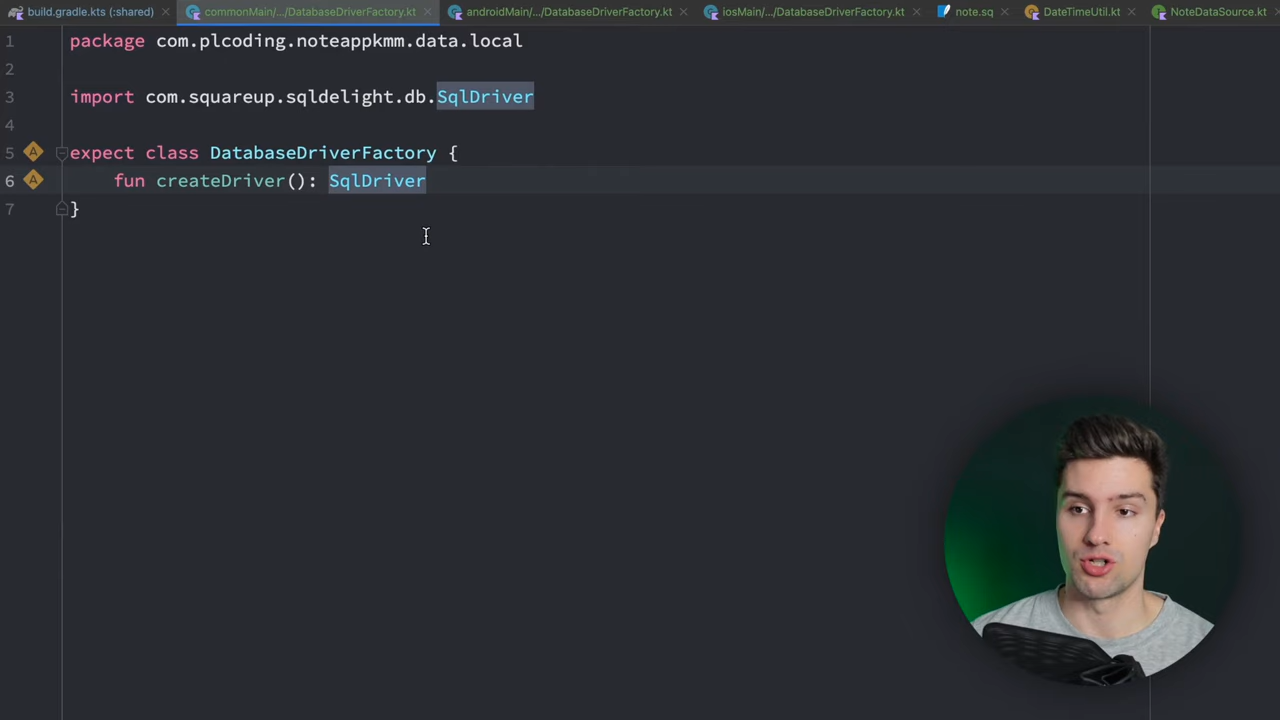 build.gradle.kts (:shared) commonMain/.../DatabaseDriverFactory.kt androidMain/.../DatabaseDriverFactory.kt iosMain/.../DatabaseDriverFactory.kt note.sq DateTimeUtil.kt NoteDataSource.kt
1 package com.plcoding.noteappkmm.data.local
2
3 import com.squareup.sqldelight.db.SqlDriver
4
5 expect class DatabaseDriverFactory {
6 fun createDriver(): SqlDriver
7 }